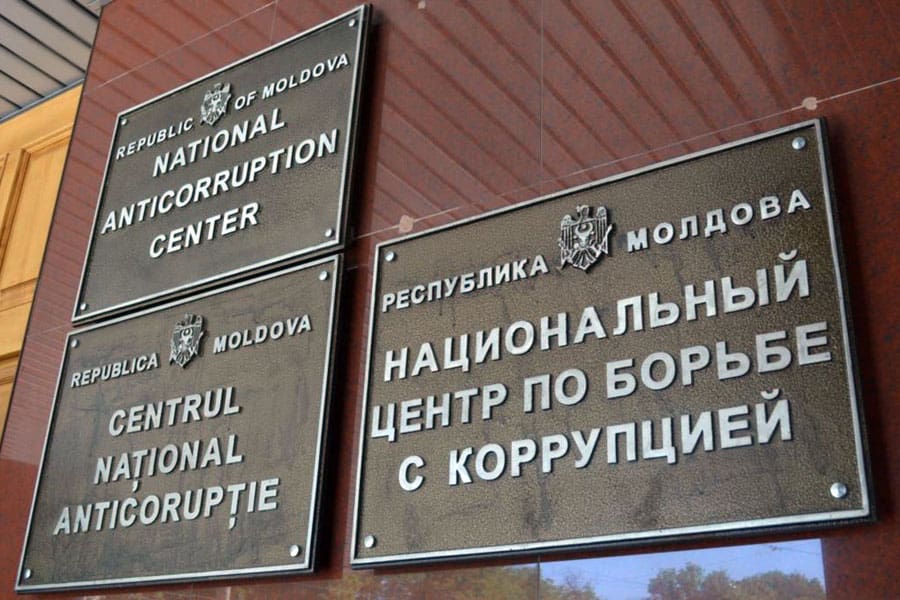 REPUBLIC OF MOLDOVA
NATIONAL
ANTICORRUPTION
CENTER
REPUBLICA MOLDOVA
CENTRUL
NAȚIONAL
ANTICORUPȚIE
РЕСПУБЛИКА МОЛДОВА
НАЦИОНАЛЬНЫЙ
ЦЕНТР ПО БОРЬБЕ
С КОРРУПЦИЕЙ